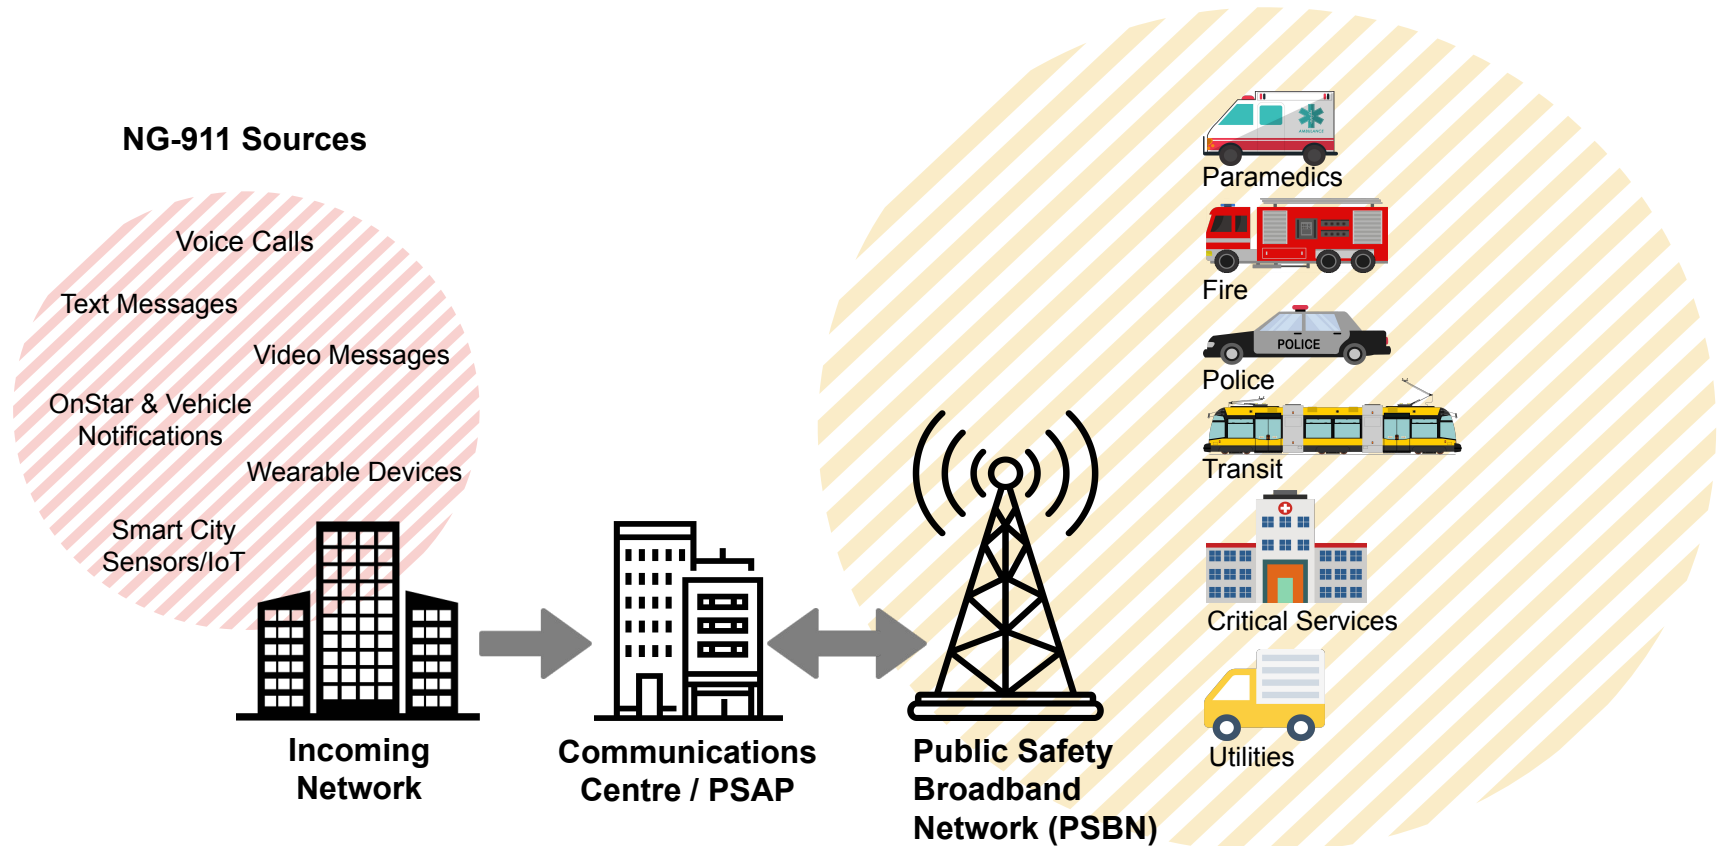 NG-911 Sources
Voice Calls
Text Messages
Video Messages
OnStar & Vehicle
Notifications
Wearable Devices
Smart City
Sensors/IoT
Incoming
Network
Communications
Centre / PSAP
Public Safety
Broadband
Network (PSBN)
AMBULANCE
Paramedics
Fire
POLICE
Police
Transit
Critical Services
Utilities